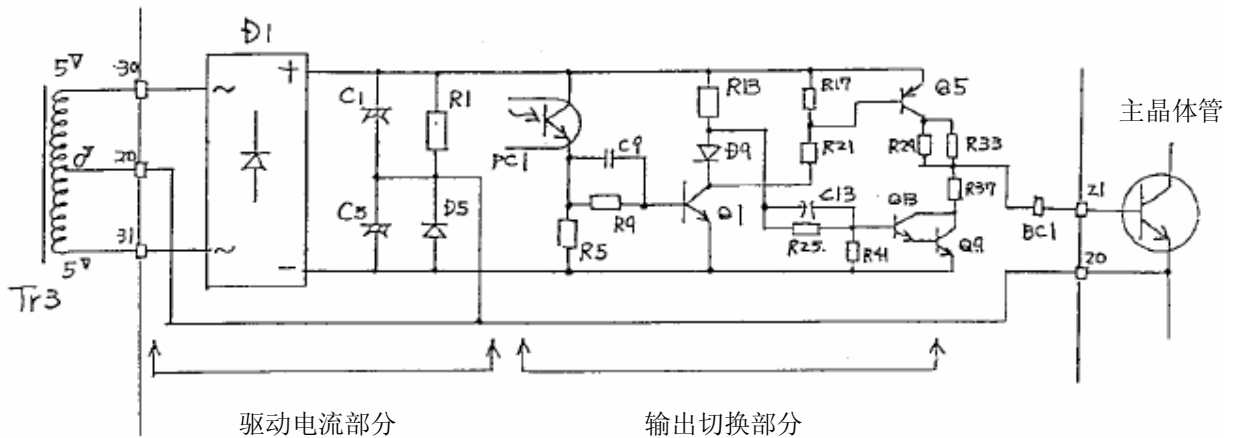 D1
5V
30
~
+
C1
R1
PC1
C9
R13
D9
R17
R21
Q5
R29
R33
主晶体管
0V
20
C5
D5
R9
R5
Q1
C13
R25
R41
Q13
R37
Q9
BC1
21
20
31
~
-
5V
Tr3
驱动电流部分
输出切换部分